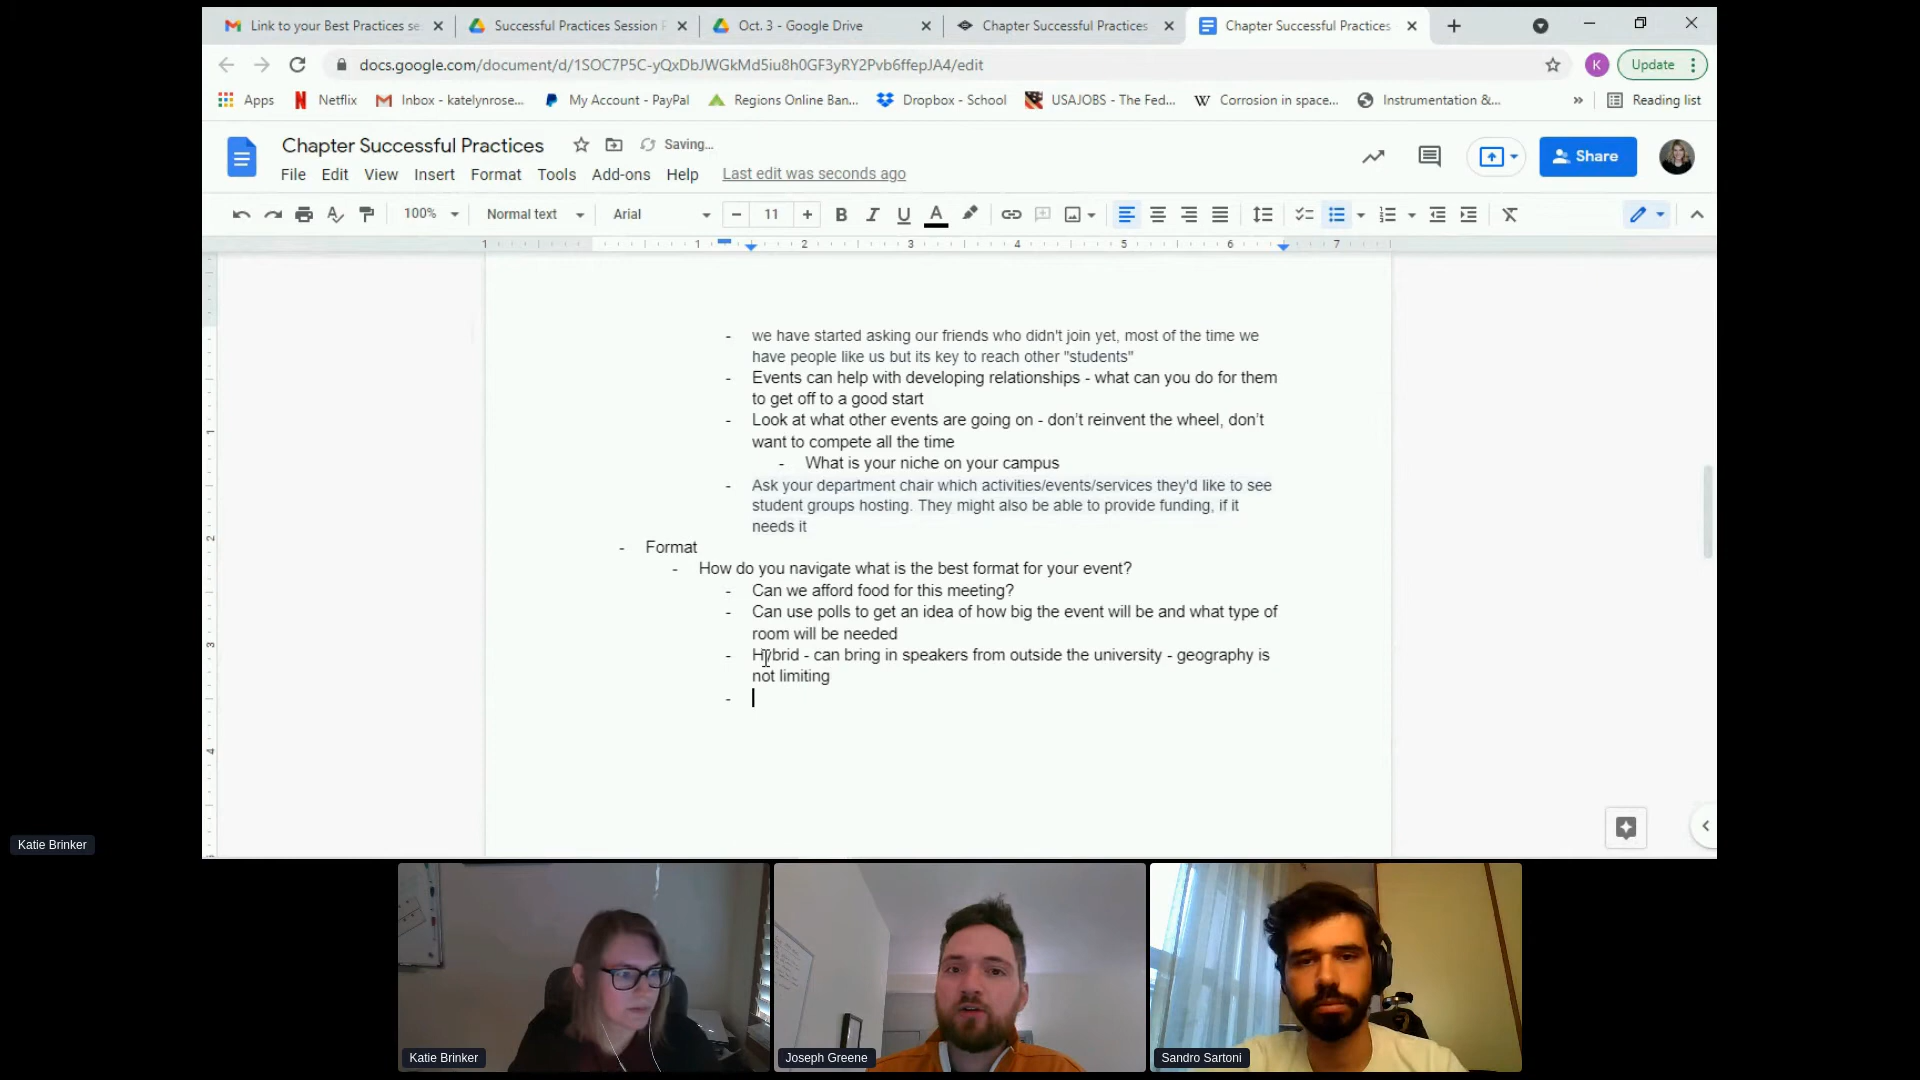 Link to your Best Practices se
Successful Practices Session F
Oct. 3 - Google Drive
Chapter Successful Practices
Chapter Successful Practices
docs.google.com/document/d/1SOC7P5C-yQxDbJWGkMd5iu8h0GF3yRY2Pvb6ffepJA4/edit
K
Update
Apps
Netflix
Inbox - katelynrose...
My Account - PayPal
Regions Online Ban...
Dropbox - School
USAJOBS - The Fed...
Corrosion in space...
Instrumentation &...
Reading list
Chapter Successful Practices
Saving...
Share
File Edit View Insert Format Tools Add-ons Help Last edit was seconds ago
100% Normal text Arial 11
1 1 2 3 4 5 6 7
- we have started asking our friends who didn't join yet, most of the time we
have people like us but its key to reach other "students"
- Events can help with developing relationships - what can you do for them
to get off to a good start
- Look at what other events are going on - don't reinvent the wheel, don't
want to compete all the time
- What is your niche on your campus
- Ask your department chair which activities/events/services they'd like to see
student groups hosting. They might also be able to provide funding, if it
needs it
- Format
- How do you navigate what is the best format for your event?
- Can we afford food for this meeting?
- Can use polls to get an idea of how big the event will be and what type of
room will be needed
- Hybrid - can bring in speakers from outside the university - geography is
not limiting
-
1
2
3
4
Katie Brinker
Katie Brinker
Joseph Greene
Sandro Sartoni